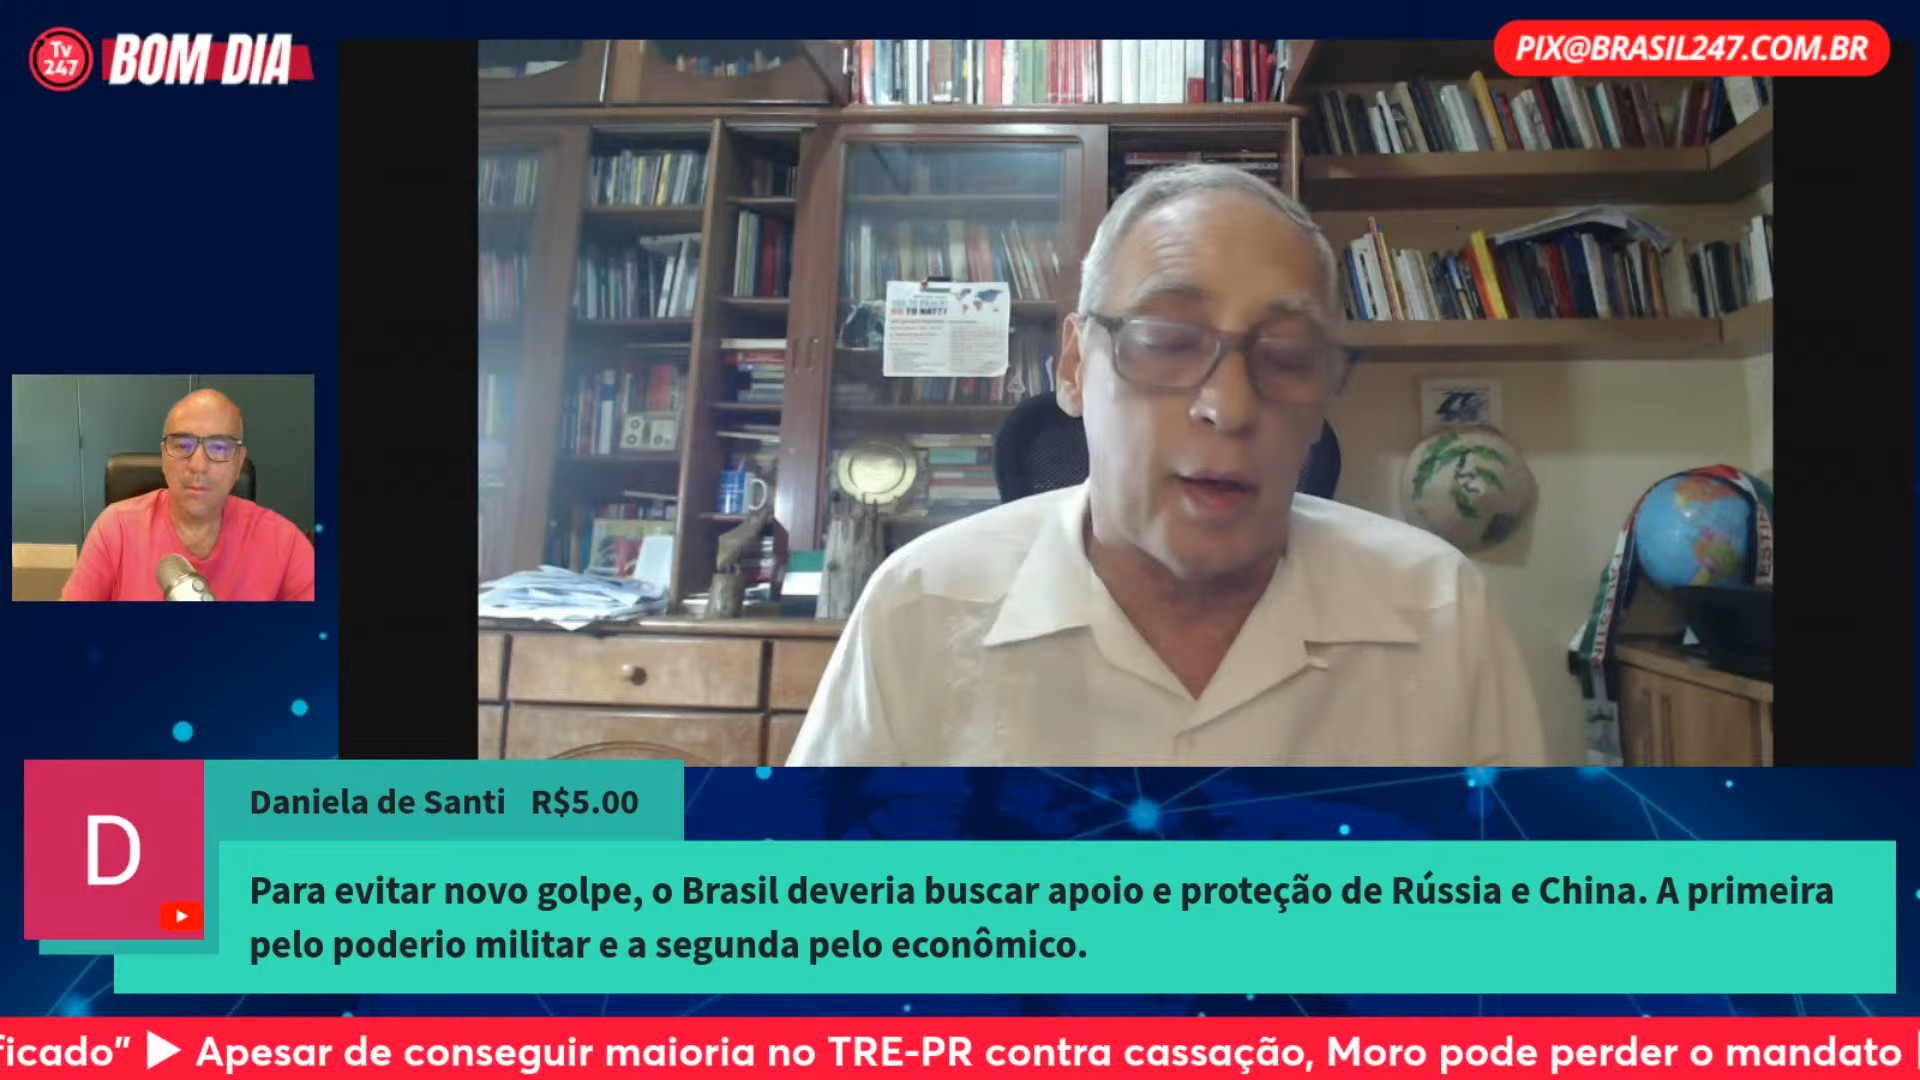 Tv
247
BOM DIA
PIX@BRASIL247.COM.BR
D
Daniela de Santi R$5.00
Para evitar novo golpe, o Brasil deveria buscar apoio e proteção de Rússia e China. A primeira
pelo poderio militar e a segunda pelo econômico.
ficado” ▶ Apesar de conseguir maioria no TRE-PR contra cassação, Moro pode perder o mandato